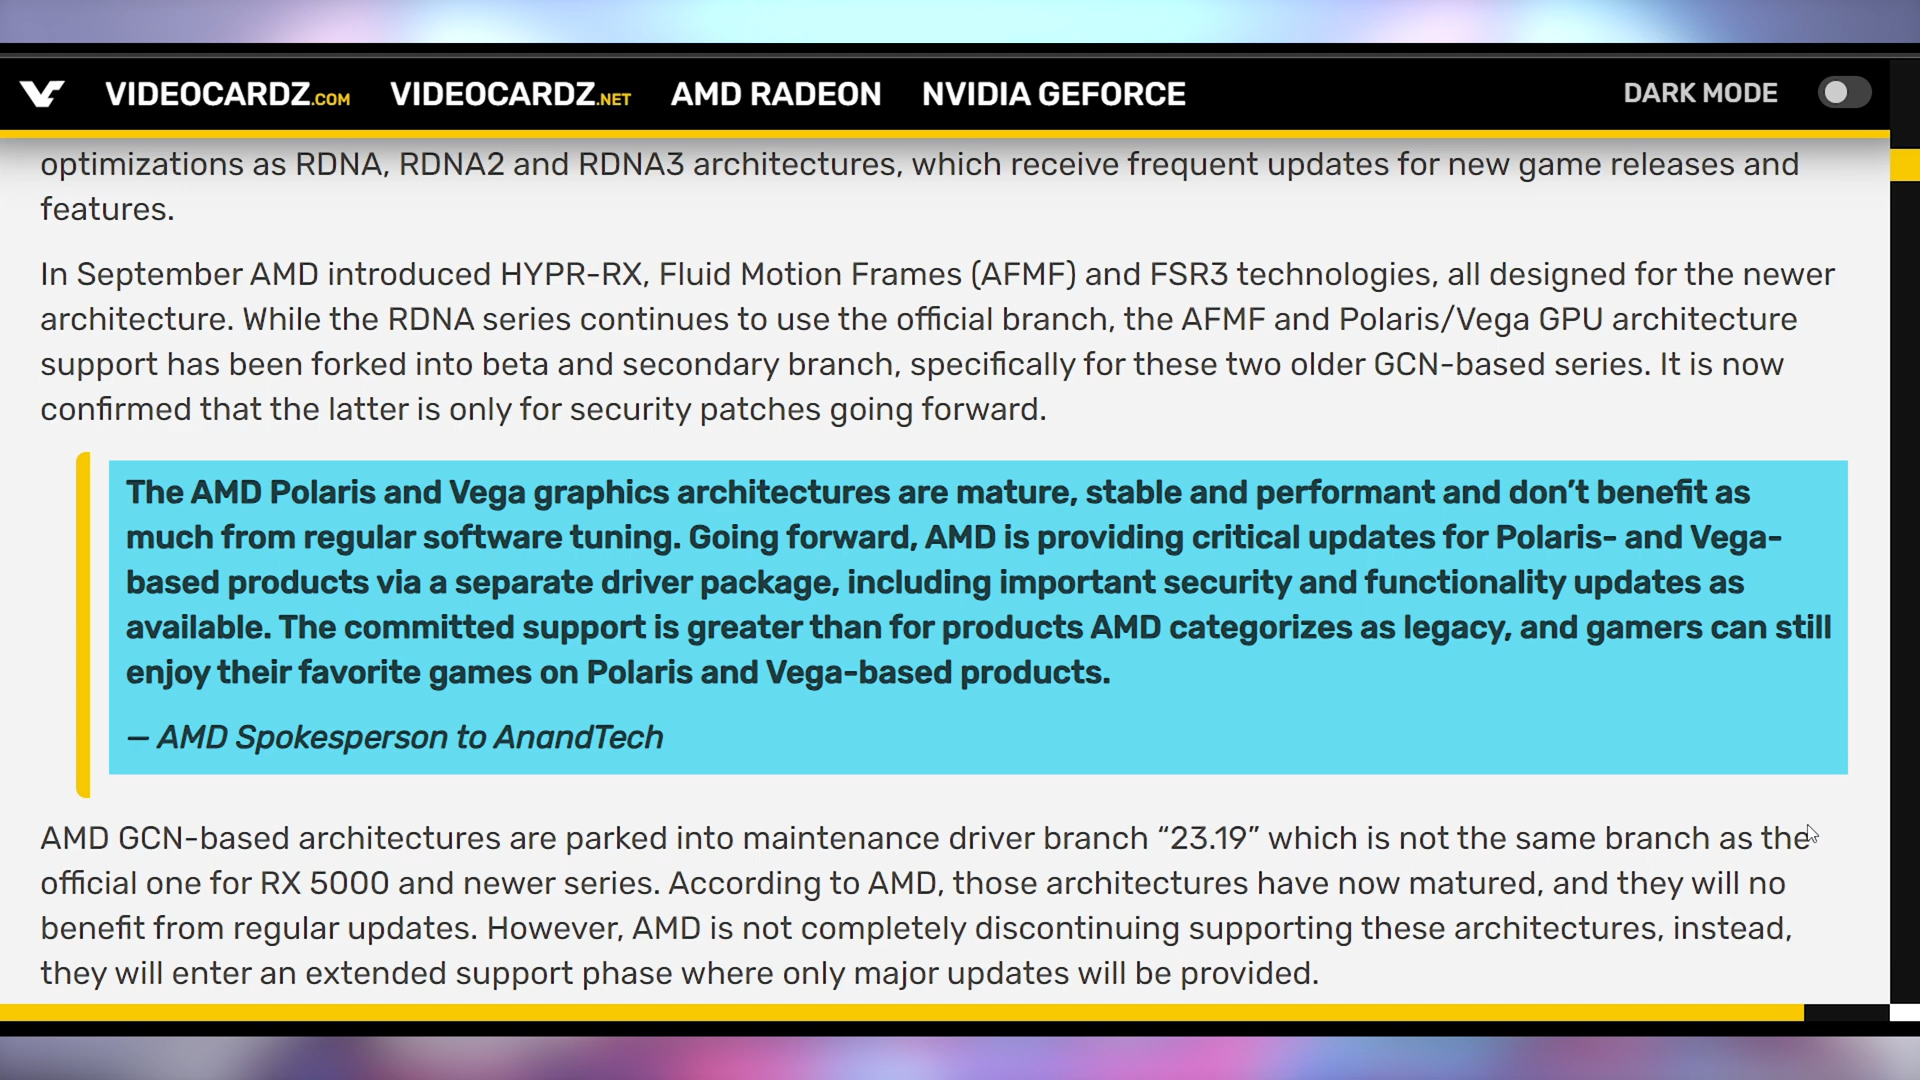 VIDEOCARDZ.COM VIDEOCARDZ.NET AMD RADEON NVIDIA GEFORCE DARK MODE
optimizations as RDNA, RDNA2 and RDNA3 architectures, which receive frequent updates for new game releases and
features.
In September AMD introduced HYPR-RX, Fluid Motion Frames (AFMF) and FSR3 technologies, all designed for the newer
architecture. While the RDNA series continues to use the official branch, the AFMF and Polaris/Vega GPU architecture
support has been forked into beta and secondary branch, specifically for these two older GCN-based series. It is now
confirmed that the latter is only for security patches going forward.
The AMD Polaris and Vega graphics architectures are mature, stable and performant and don’t benefit as
much from regular software tuning. Going forward, AMD is providing critical updates for Polaris- and Vega-
based products via a separate driver package, including important security and functionality updates as
available. The committed support is greater than for products AMD categorizes as legacy, and gamers can still
enjoy their favorite games on Polaris and Vega-based products.
— AMD Spokesperson to AnandTech
AMD GCN-based architectures are parked into maintenance driver branch “23.19” which is not the same branch as the
official one for RX 5000 and newer series. According to AMD, those architectures have now matured, and they will no
benefit from regular updates. However, AMD is not completely discontinuing supporting these architectures, instead,
they will enter an extended support phase where only major updates will be provided.